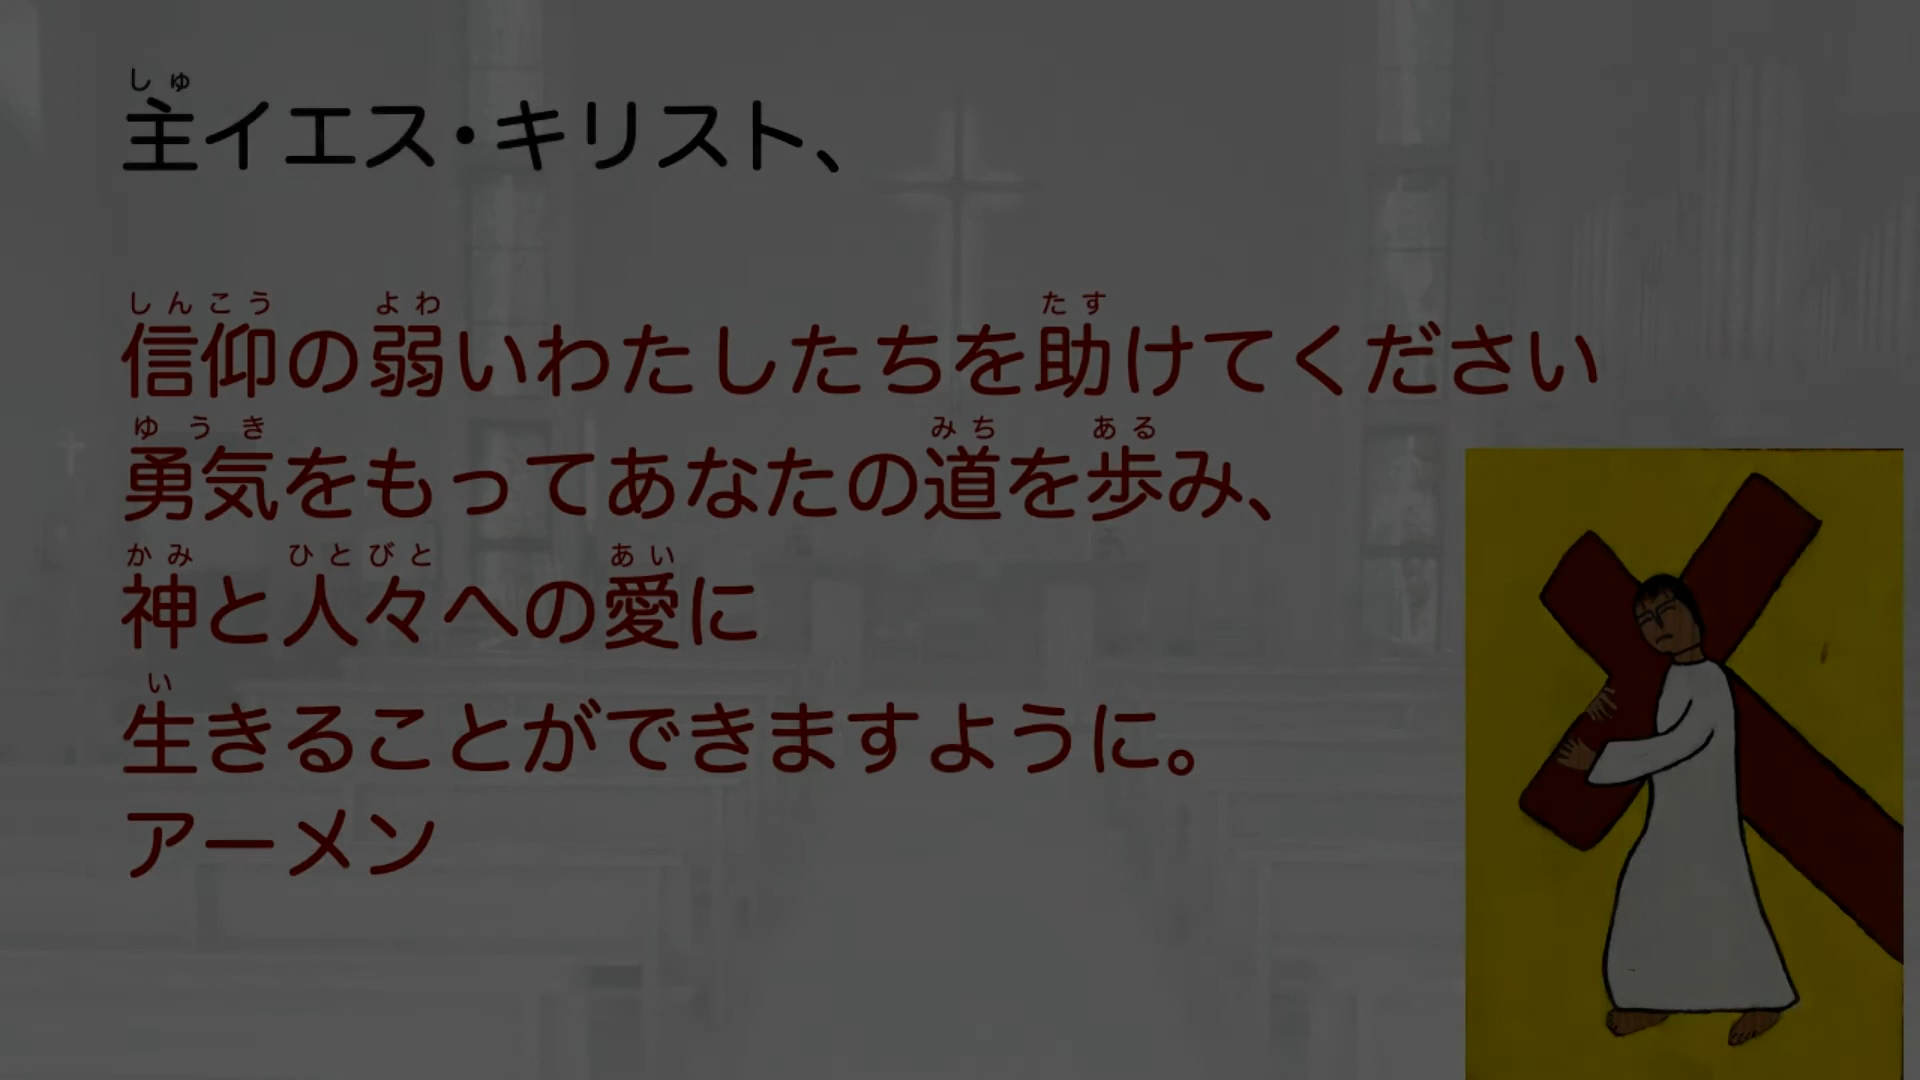 主イエス・キリスト、
信仰の弱いわたしたちを助けてください
勇気をもってあなたの道を歩み、
神と人々への愛に
生きることができますように。
アーメン